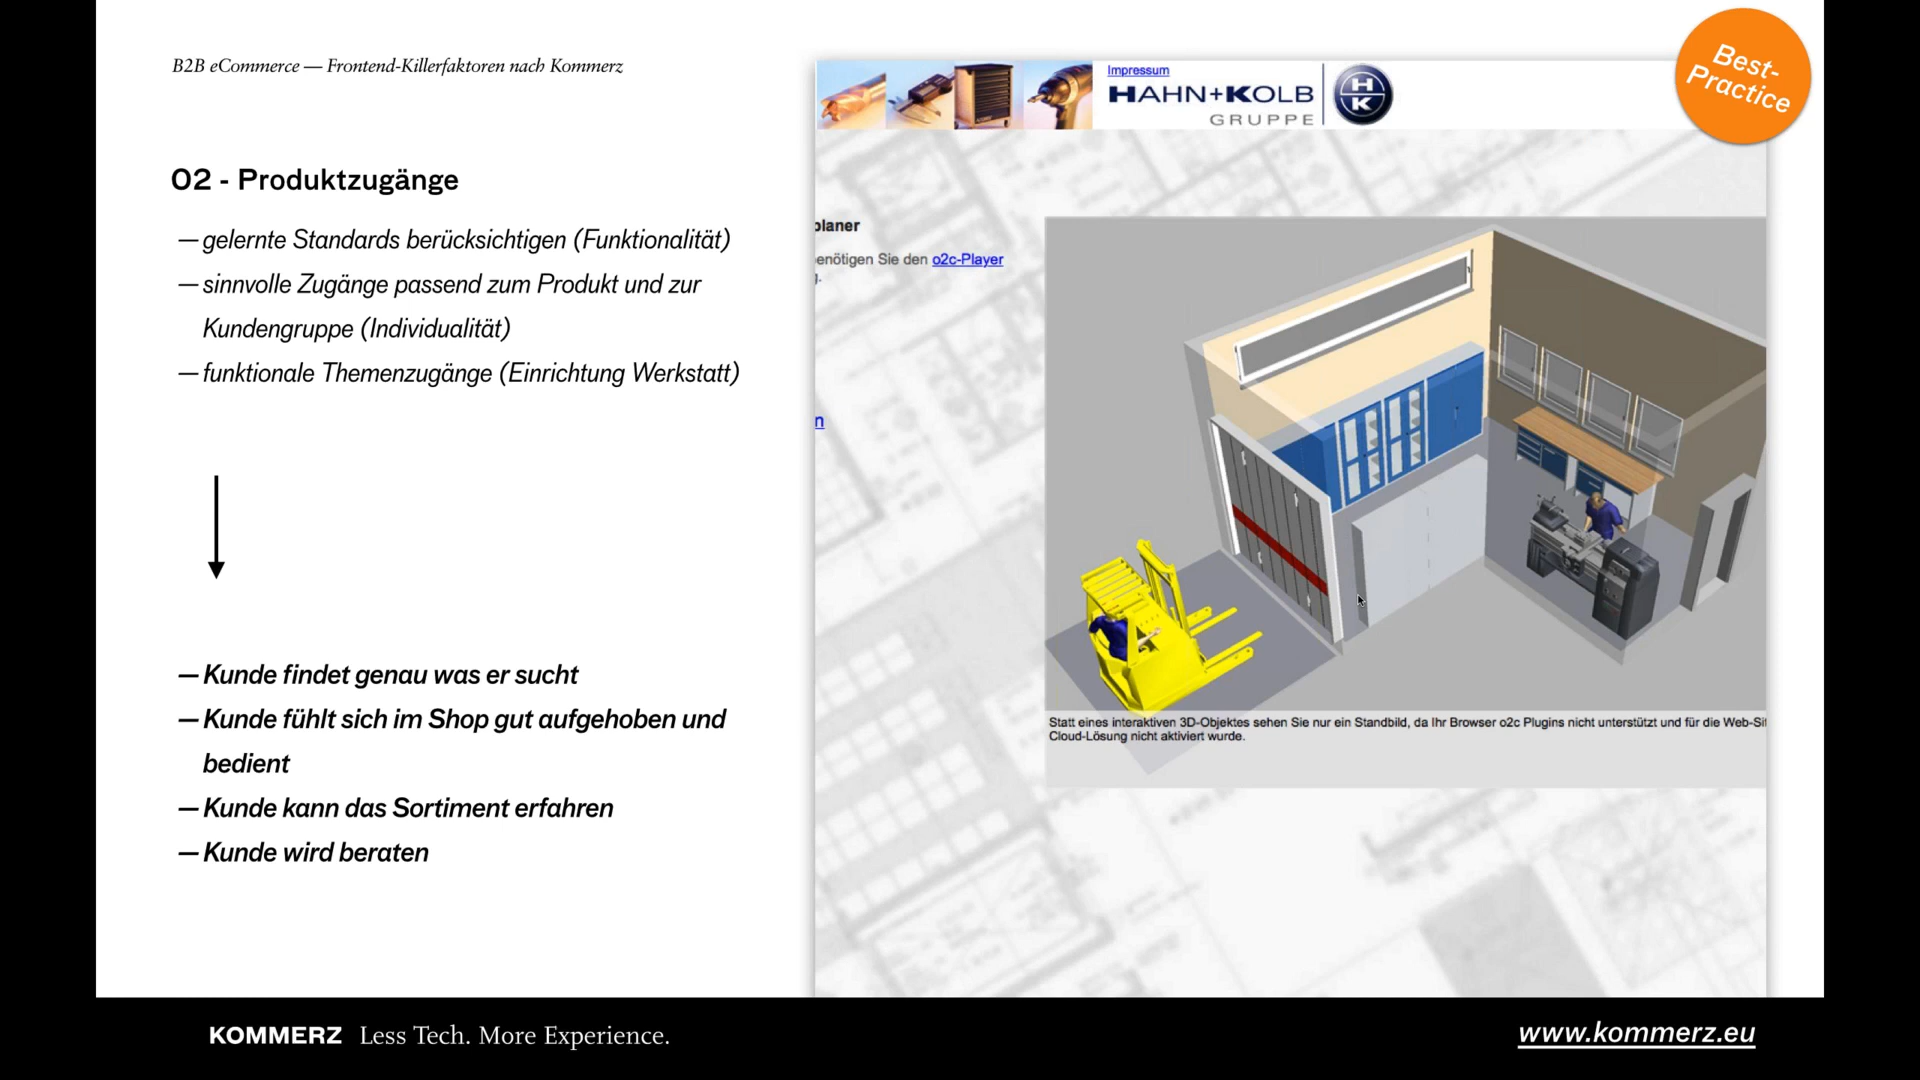 B2B eCommerce — Frontend-Killerfaktoren nach Kommerz
02 - Produktzugänge
— gelernte Standards berücksichtigen (Funktionalität)
— sinnvolle Zugänge passend zum Produkt und zur
Kundengruppe (Individualität)
— funktionale Themenzugänge (Einrichtung Werkstatt)
— Kunde findet genau was er sucht
— Kunde fühlt sich im Shop gut aufgehoben und
bedient
— Kunde kann das Sortiment erfahren
— Kunde wird beraten
Best-
Practice
Impressum
HAHN+KOLB
GRUPPE
HK
planer
benötigen Sie den o2c-Player
g.
n
Statt eines interaktiven 3D-Objektes sehen Sie nur ein Standbild, da Ihr Browser o2c Plugins nicht unterstützt und für die Web-Sit
Cloud-Lösung nicht aktiviert wurde.
KOMMERZ Less Tech. More Experience.
www.kommerz.eu